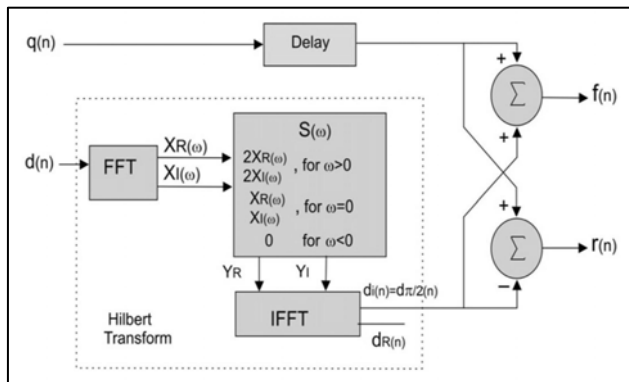 q(n)
Delay
+
Σ
f(n)
+
S(ω)
XR(ω)
d(n)
FFT
XI(ω)
2XR(ω)
2XI(ω)
, for ω>0
XR(ω)
XI(ω)
, for ω=0
0 for ω<0
+
Σ
r(n)
−
YR
YI
di(n)=dπ/2(n)
IFFT
dR(n)
Hilbert
Transform